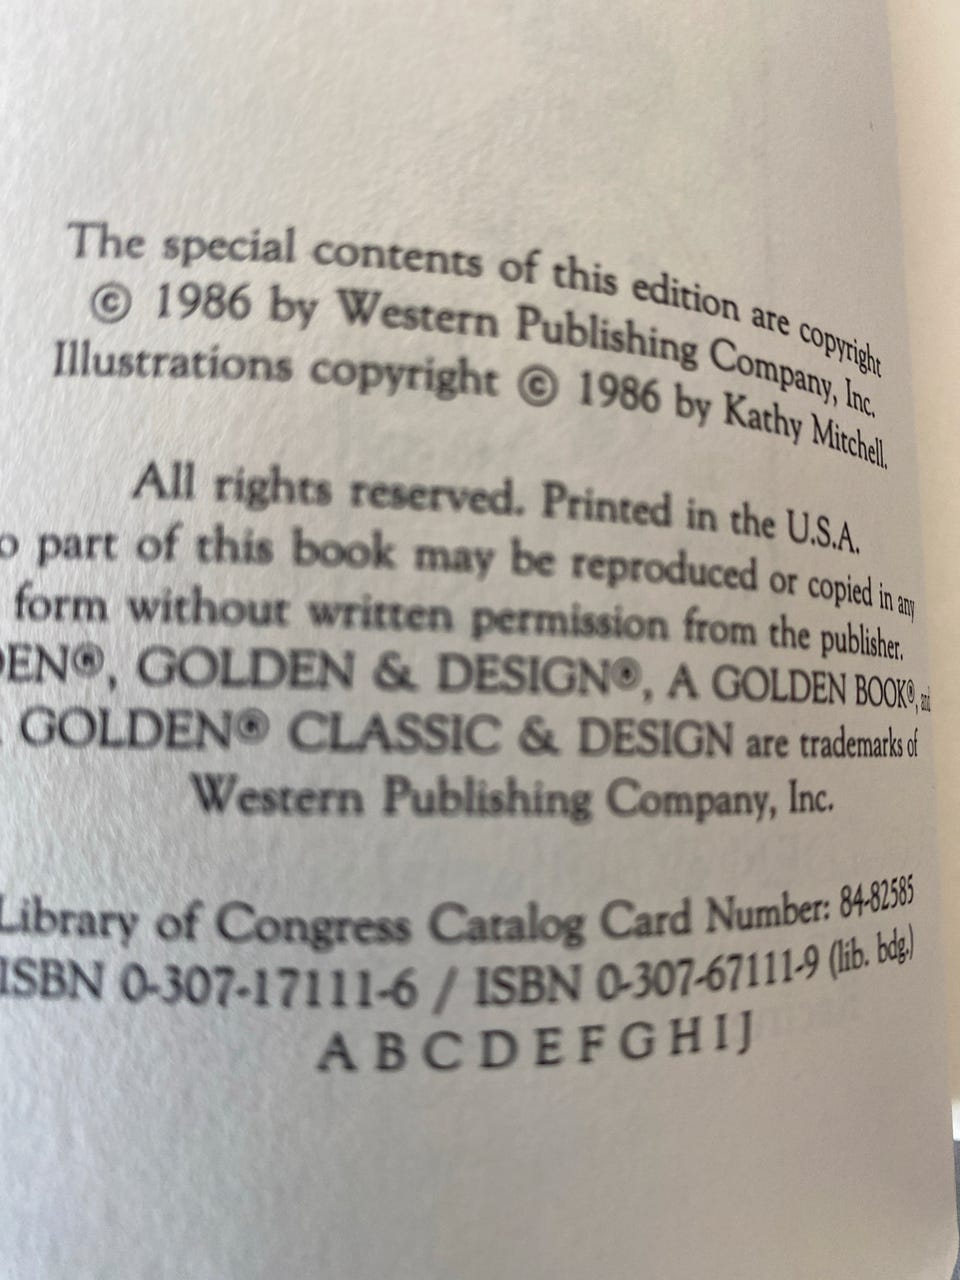 The special contents of this edition are copyright
© 1986 by Western Publishing Company, Inc.
Illustrations copyright © 1986 by Kathy Mitchell.
All rights reserved. Printed in the U.S.A.
o part of this book may be reproduced or copied in any
form without written permission from the publisher.
DEN®, GOLDEN & DESIGN®, A GOLDEN BOOK®, and
GOLDEN® CLASSIC & DESIGN are trademarks of
Western Publishing Company, Inc.
Library of Congress Catalog Card Number: 84-82585
ISBN 0-307-17111-6 / ISBN 0-307-67111-9 (lib. bdg.)
A B C D E F G H I J